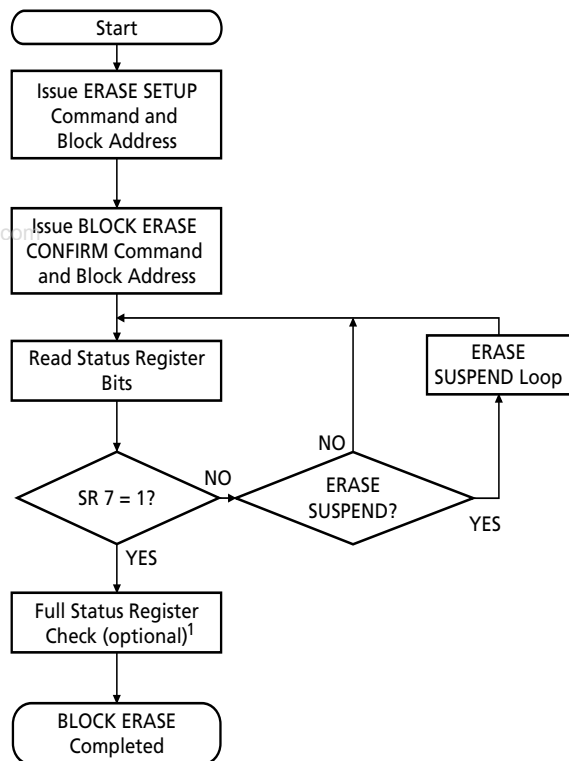 Start
Issue ERASE SETUP
Command and
Block Address
Issue BLOCK ERASE
CONFIRM Command
and Block Address
com
Read Status Register
Bits
ERASE
SUSPEND Loop
SR 7 = 1?
NO
ERASE
SUSPEND?
NO
YES
YES
Full Status Register
Check (optional)1
BLOCK ERASE
Completed